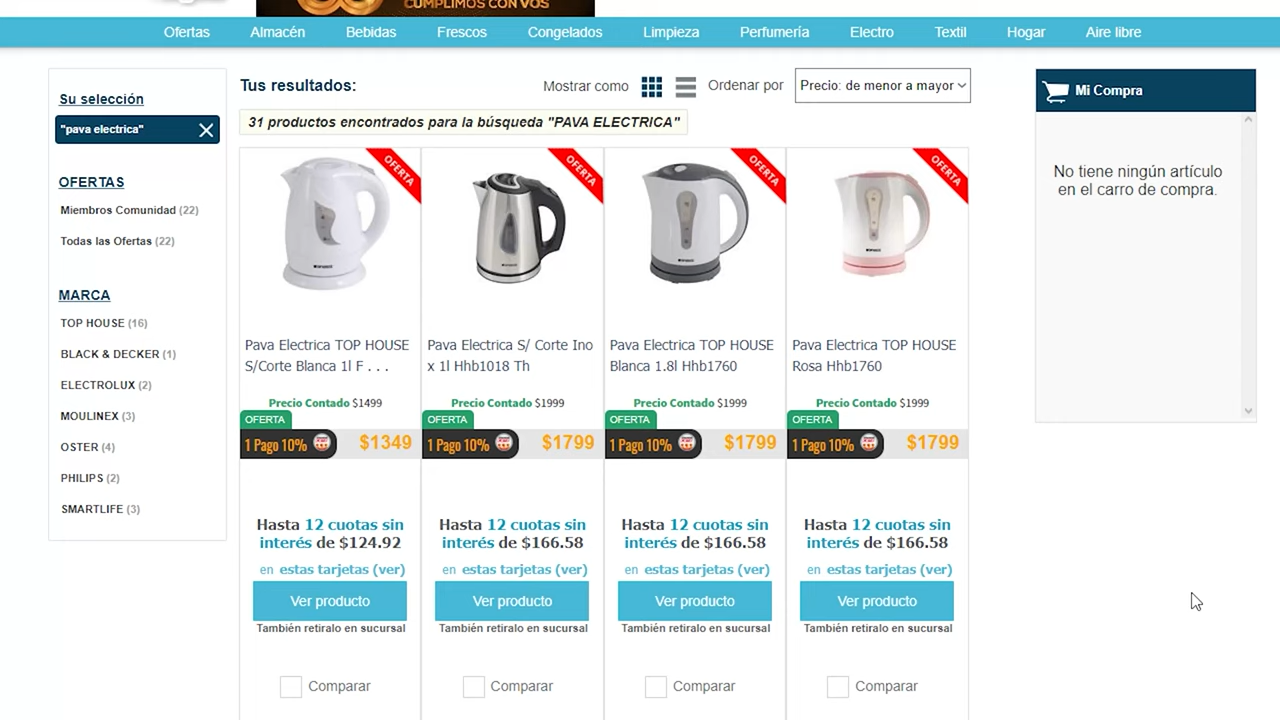 CUMPLIMOS CON VOS
Ofertas Almacén Bebidas Frescos Congelados Limpieza Perfumería Electro Textil Hogar Aire libre
Su selección
"pava electrica"
OFERTAS
Miembros Comunidad (22)
Todas las Ofertas (22)
MARCA
TOP HOUSE (16)
BLACK & DECKER (1)
ELECTROLUX (2)
MOULINEX (3)
OSTER (4)
PHILIPS (2)
SMARTLIFE (3)
Tus resultados:
Mostrar como
Ordenar por
Precio: de menor a mayor
31 productos encontrados para la búsqueda "PAVA ELECTRICA"
OFERTA
Pava Electrica TOP HOUSE
S/Corte Blanca 1l F . . .
Precio Contado $1499
OFERTA
1 Pago 10% $1349
Hasta 12 cuotas sin
interés de $124.92
en estas tarjetas (ver)
Ver producto
También retiralo en sucursal
Comparar
OFERTA
Pava Electrica S/ Corte Ino
x 1l Hhb1018 Th
Precio Contado $1999
OFERTA
1 Pago 10% $1799
Hasta 12 cuotas sin
interés de $166.58
en estas tarjetas (ver)
Ver producto
También retiralo en sucursal
Comparar
OFERTA
Pava Electrica TOP HOUSE
Blanca 1.8l Hhb1760
Precio Contado $1999
OFERTA
1 Pago 10% $1799
Hasta 12 cuotas sin
interés de $166.58
en estas tarjetas (ver)
Ver producto
También retiralo en sucursal
Comparar
OFERTA
Pava Electrica TOP HOUSE
Rosa Hhb1760
Precio Contado $1999
OFERTA
1 Pago 10% $1799
Hasta 12 cuotas sin
interés de $166.58
en estas tarjetas (ver)
Ver producto
También retiralo en sucursal
Comparar
Mi Compra
No tiene ningún artículo
en el carro de compra.